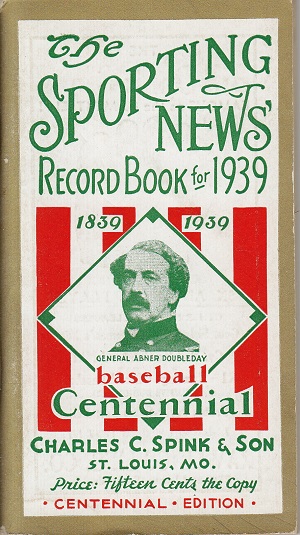 The
SPORTING
NEWS'
RECORD BOOK for 1939
1839 1939
GENERAL ABNER DOUBLEDAY
baseball
Centennial
CHARLES C. SPINK & SON
ST. LOUIS, MO.
Price: Fifteen Cents the Copy
· CENTENNIAL · EDITION ·